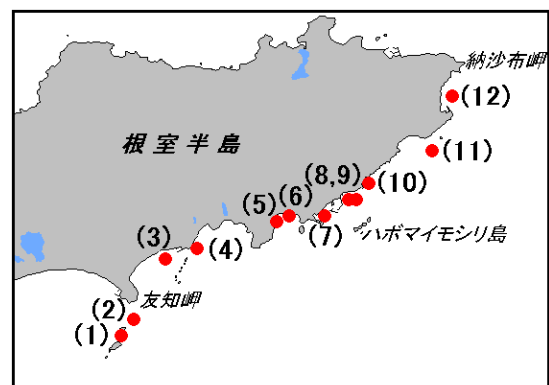 納沙布岬
(12)
根室半島
(11)
(8,9)
(10)
(5)
(6)
(7)
ハボマイモシリ島
(3)
(4)
友知岬
(2)
(1)